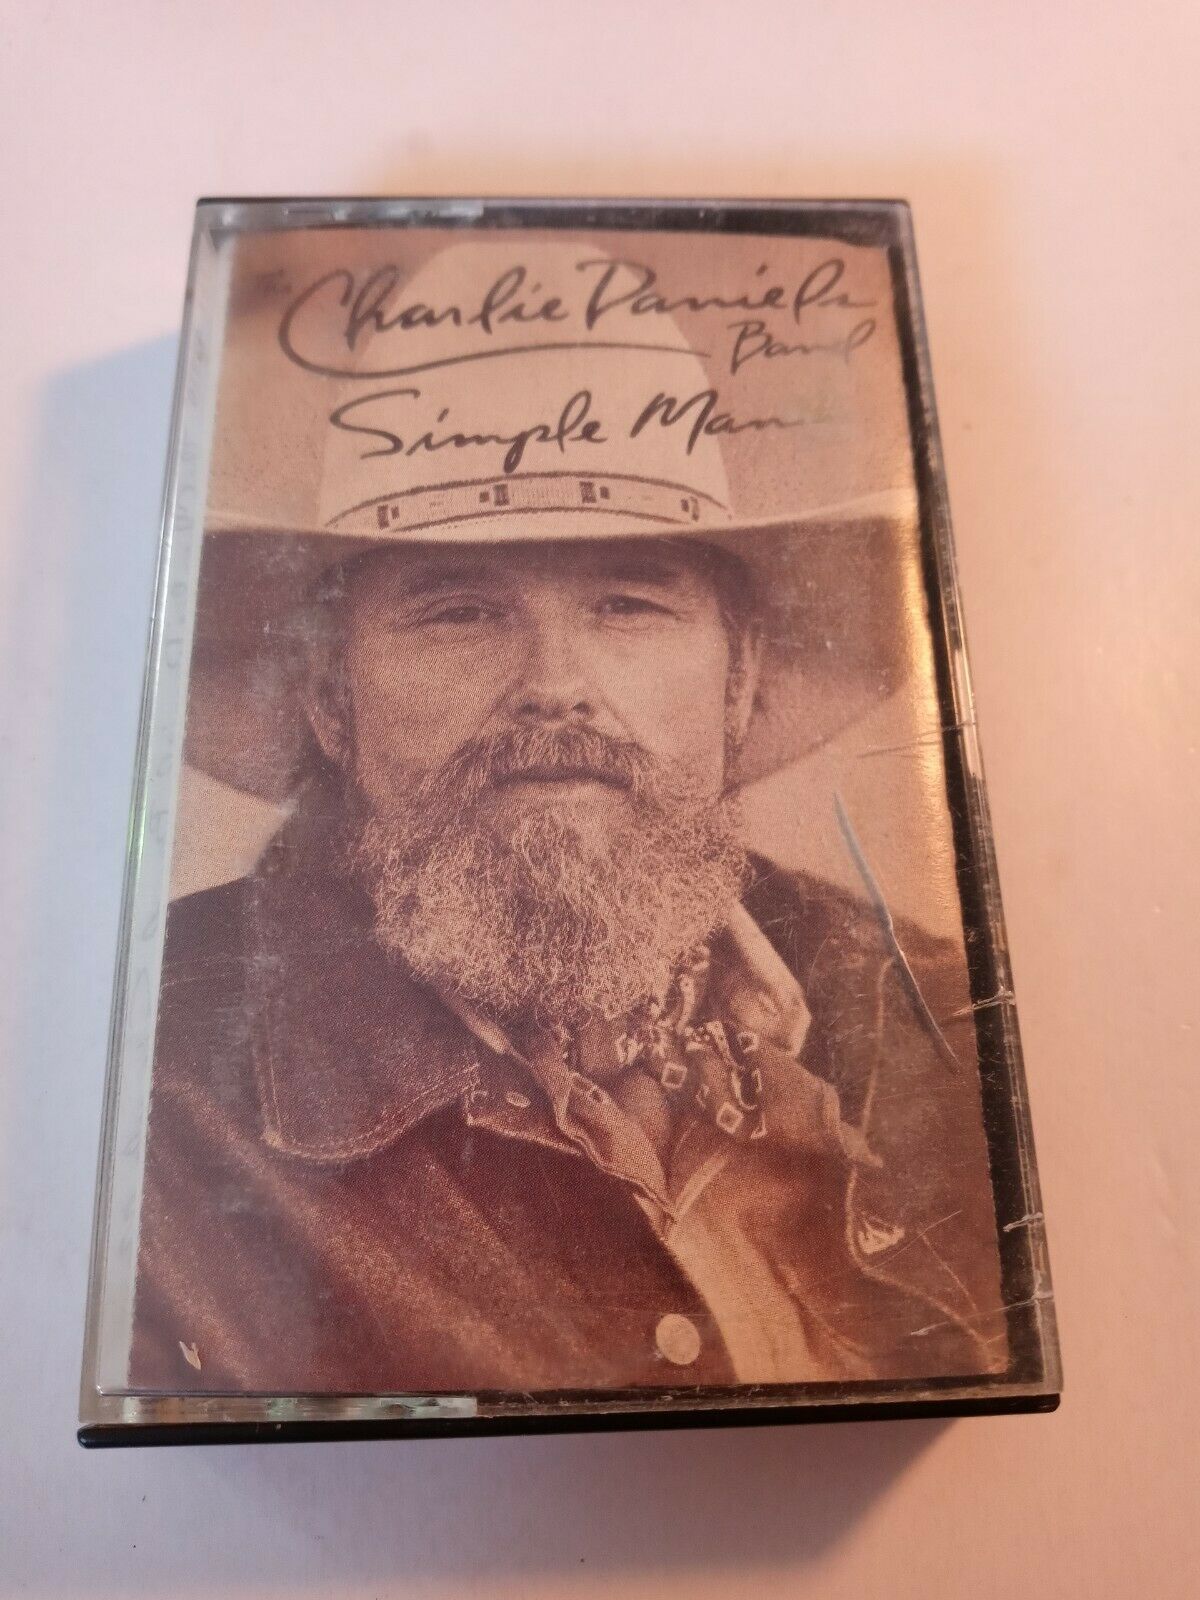 The Charlie Daniels
Band
Simple Man